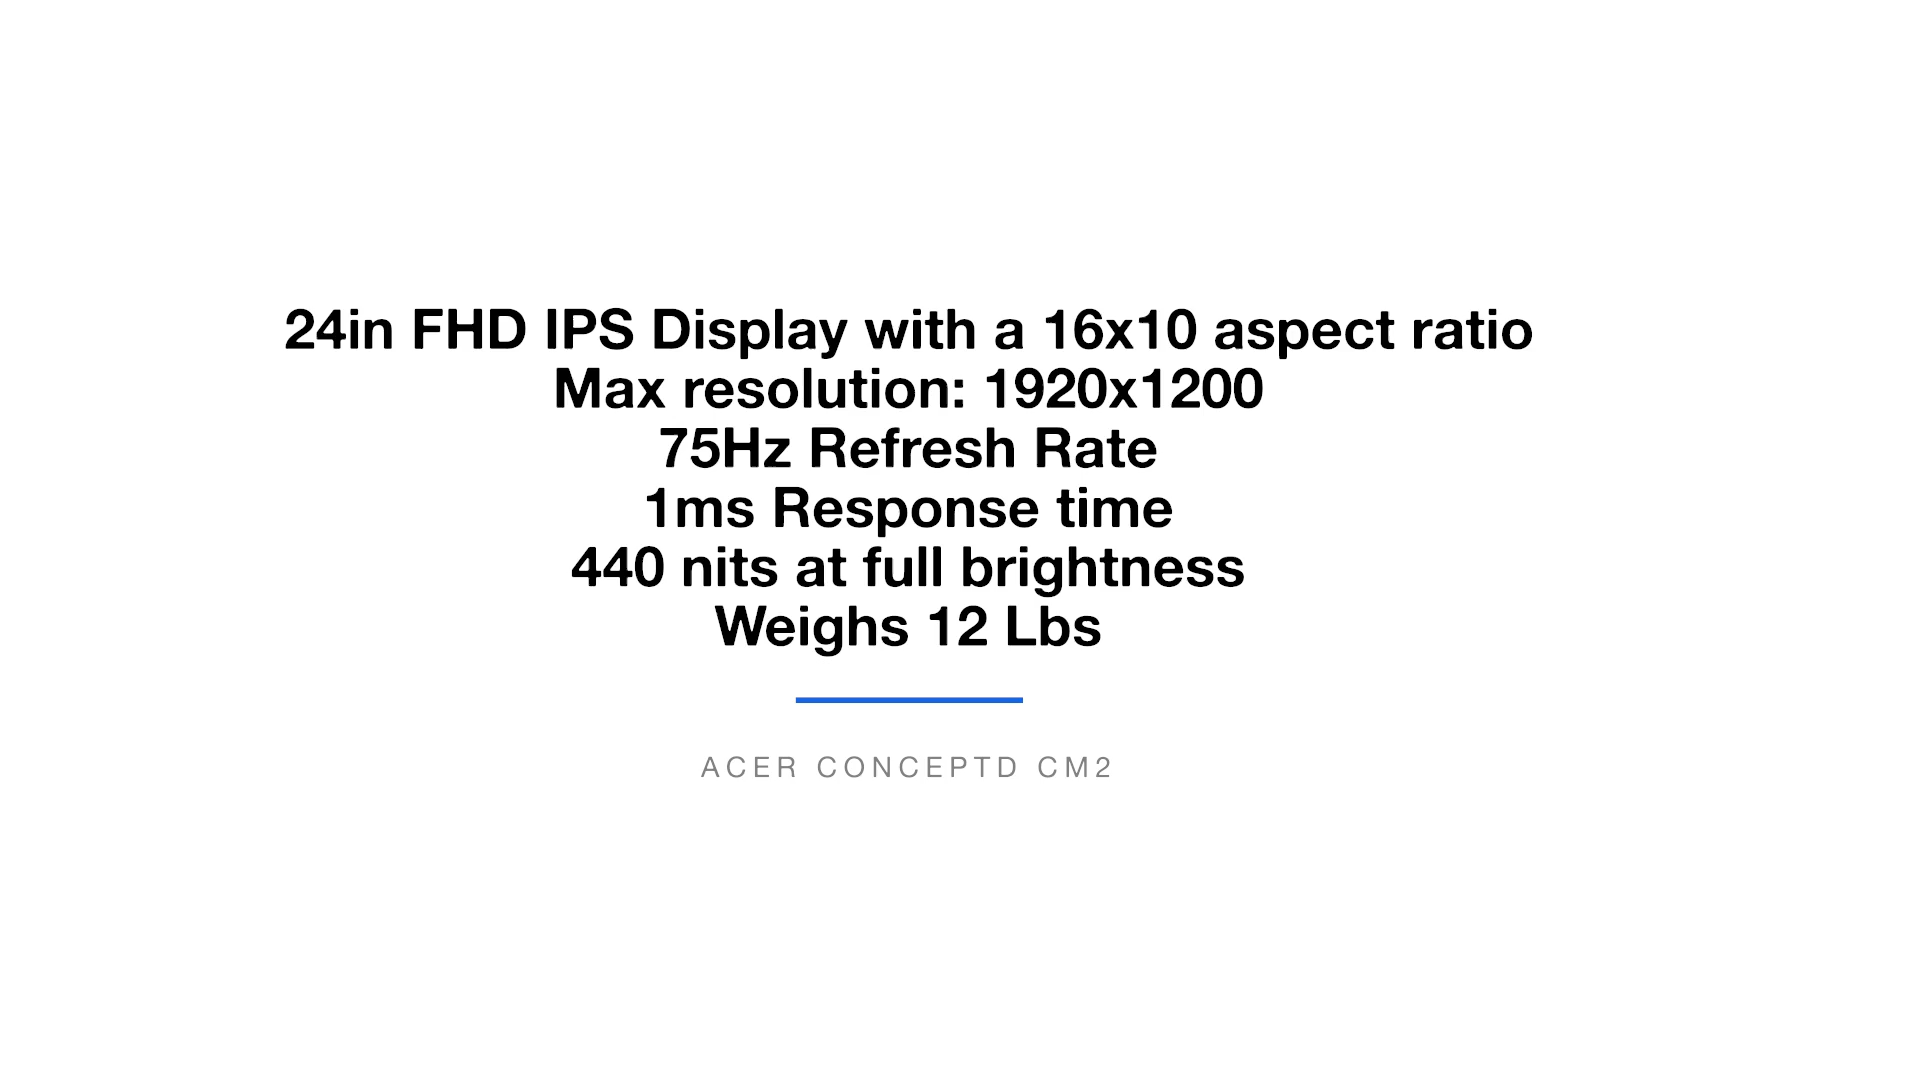 24in FHD IPS Display with a 16x10 aspect ratio
Max resolution: 1920x1200
75Hz Refresh Rate
1ms Response time
440 nits at full brightness
Weighs 12 Lbs
ACER CONCEPTD CM2